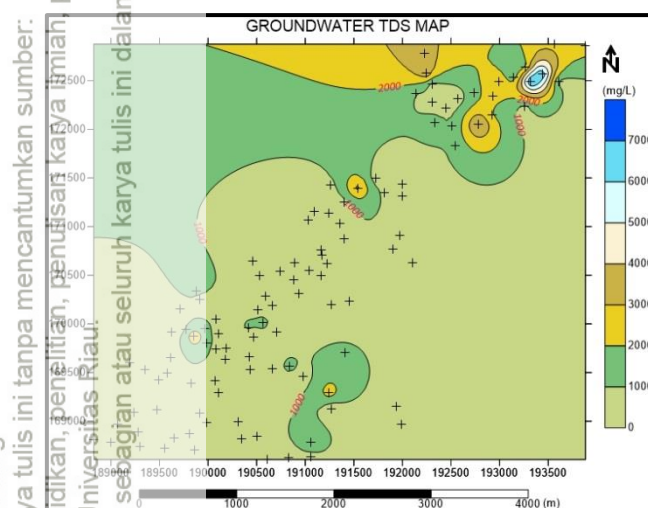 GROUNDWATER TDS MAP
ya tulis ini tanpa mencantumkan sumber:
idikan, penelitian, penulisan karya ilmiah,
niversitas Riau.
sebagian atau seluruh karya tulis ini dalam
N
(mg/L)
7000
6000
5000
4000
3000
2000
1000
0
172500
172000
171500
171000
170500
170000
169500
169000
2000
2000
1000
1000
1000
1000
189000 189500 190000 190500 191000 191500 192000 192500 193000 193500
0 1000 2000 3000 4000 (m)